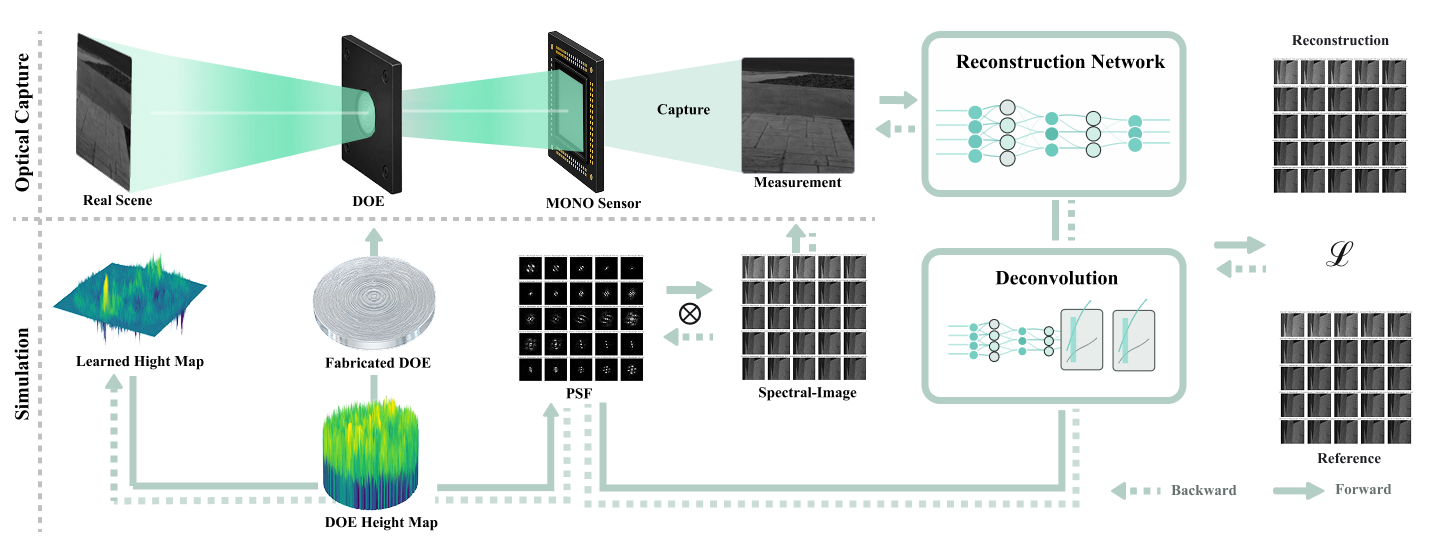 Optical Capture
Real Scene
DOE
MONO Sensor
Capture
Measurement
Reconstruction Network
Reconstruction
Simulation
Learned Hight Map
Fabricated DOE
DOE Height Map
PSF
⊗
Spectral-Image
Deconvolution
ℒ
Reference
Backward
Forward